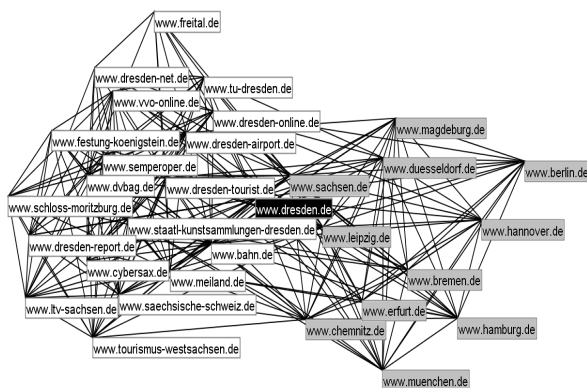 www.freital.de
www.dresden-net.de
www.tu-dresden.de
www.vvo-online.de
www.dresden-online.de
www.magdeburg.de
www.festung-koenigstein.de
www.dresden-airport.de
www.semperoper.de
www.duesseldorf.de
www.berlin.de
www.dvbag.de
www.dresden-tourist.de
www.sachsen.de
www.schloss-moritzburg.de
www.dresden.de
www.staatl-kunstsammlungen-dresden.de
www.hannover.de
www.leipzig.de
www.dresden-report.de
www.bahn.de
www.cybersax.de
www.meiland.de
www.bremen.de
www.ltv-sachsen.de
www.saechsische-schweiz.de
www.erfurt.de
www.chemnitz.de
www.hamburg.de
www.tourismus-westsachsen.de
www.muenchen.de